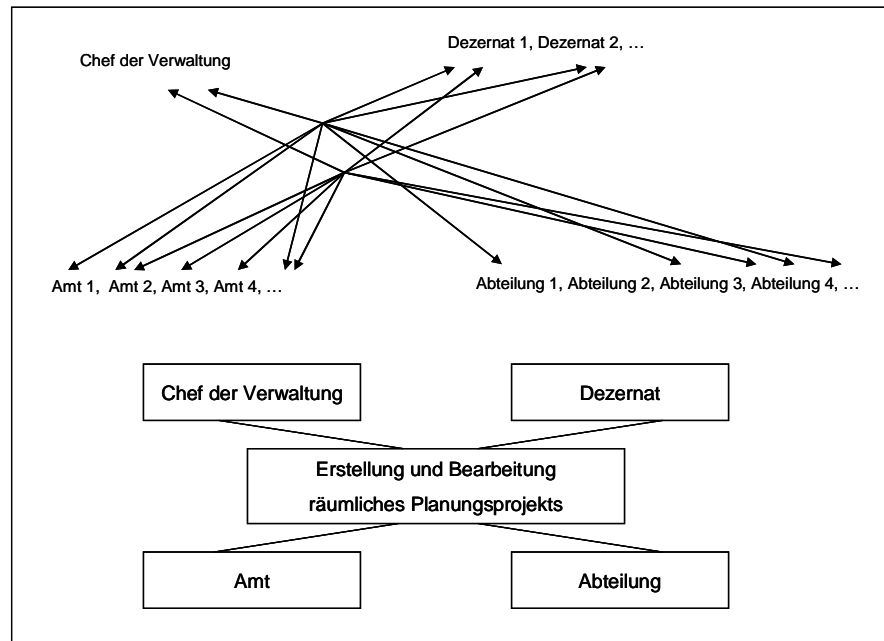 Dezernat 1, Dezernat 2, …
Chef der Verwaltung
Amt 1, Amt 2, Amt 3, Amt 4, …
Abteilung 1, Abteilung 2, Abteilung 3, Abteilung 4, …
Chef der Verwaltung
Dezernat
Erstellung und Bearbeitung
räumliches Planungsprojekts
Amt
Abteilung